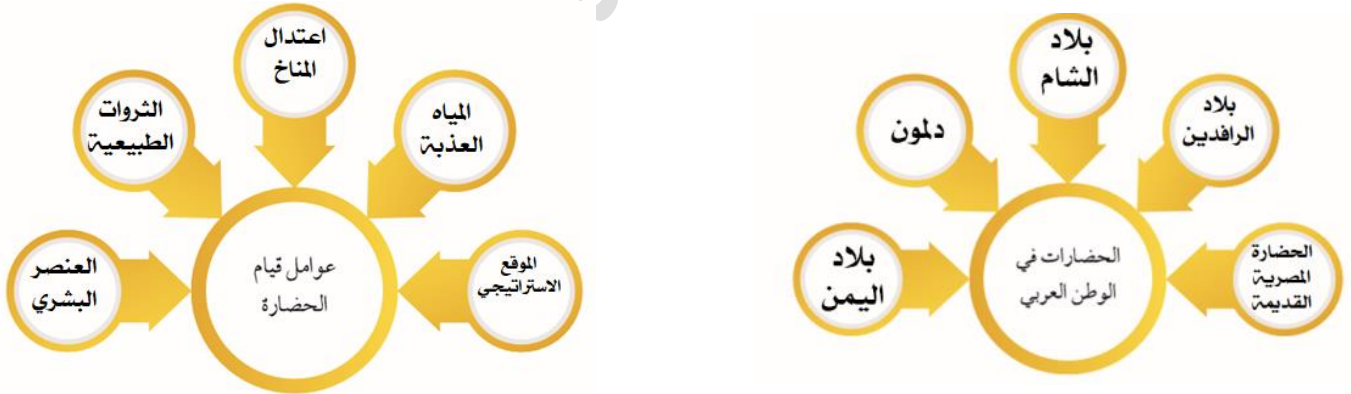 الحضارات في
الوطن العربي
الحضارة
المصرية
القديمة
بلاد
الرافدين
بلاد
الشام
دلمون
بلاد
اليمن
عوامل قيام
الحضارة
الموقع
الاستراتيجي
المياه
العذبة
اعتدال
المناخ
الثروات
الطبيعية
العنصر
البشري